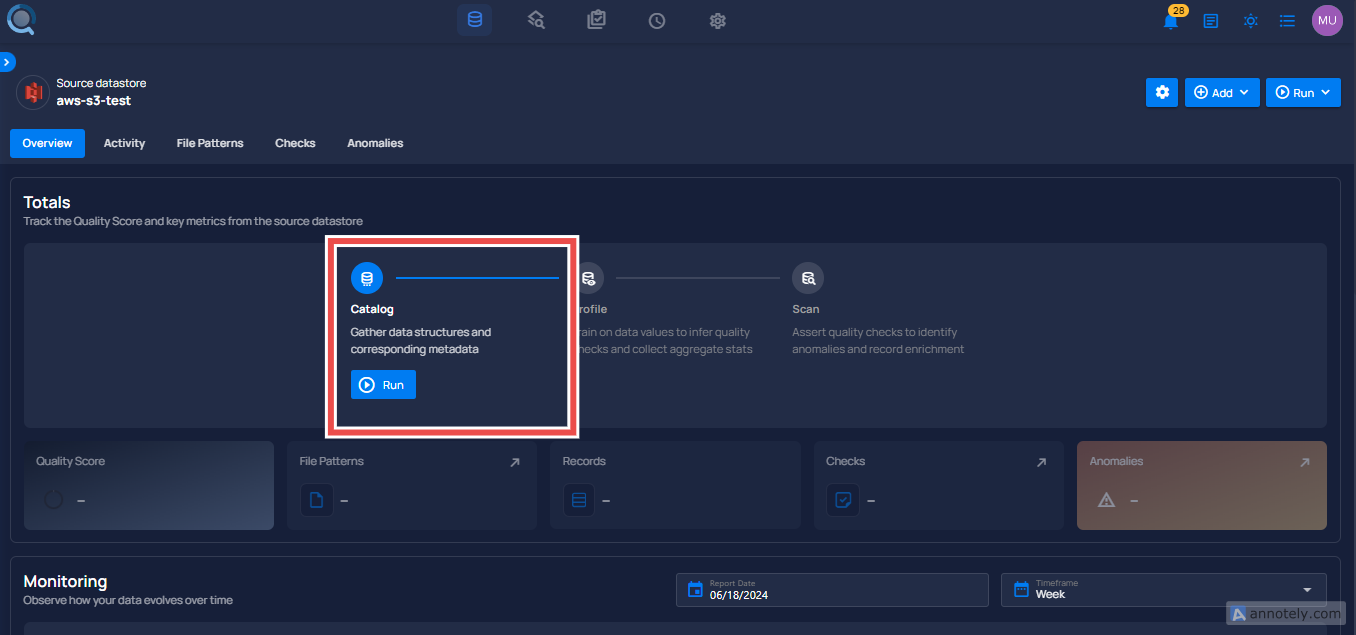 28
MU
Source datastore
aws-s3-test
Add
Run
Overview
Activity
File Patterns
Checks
Anomalies
Totals
Track the Quality Score and key metrics from the source datastore
Catalog
Gather data structures and
corresponding metadata
Run
rofile
rain on data values to infer quality
hecks and collect aggregate stats
Scan
Assert quality checks to identify
anomalies and record enrichment
Quality Score
–
File Patterns
–
Records
–
Checks
–
Anomalies
–
Monitoring
Observe how your data evolves over time
Report Date
06/18/2024
Timeframe
Week
annotely.com